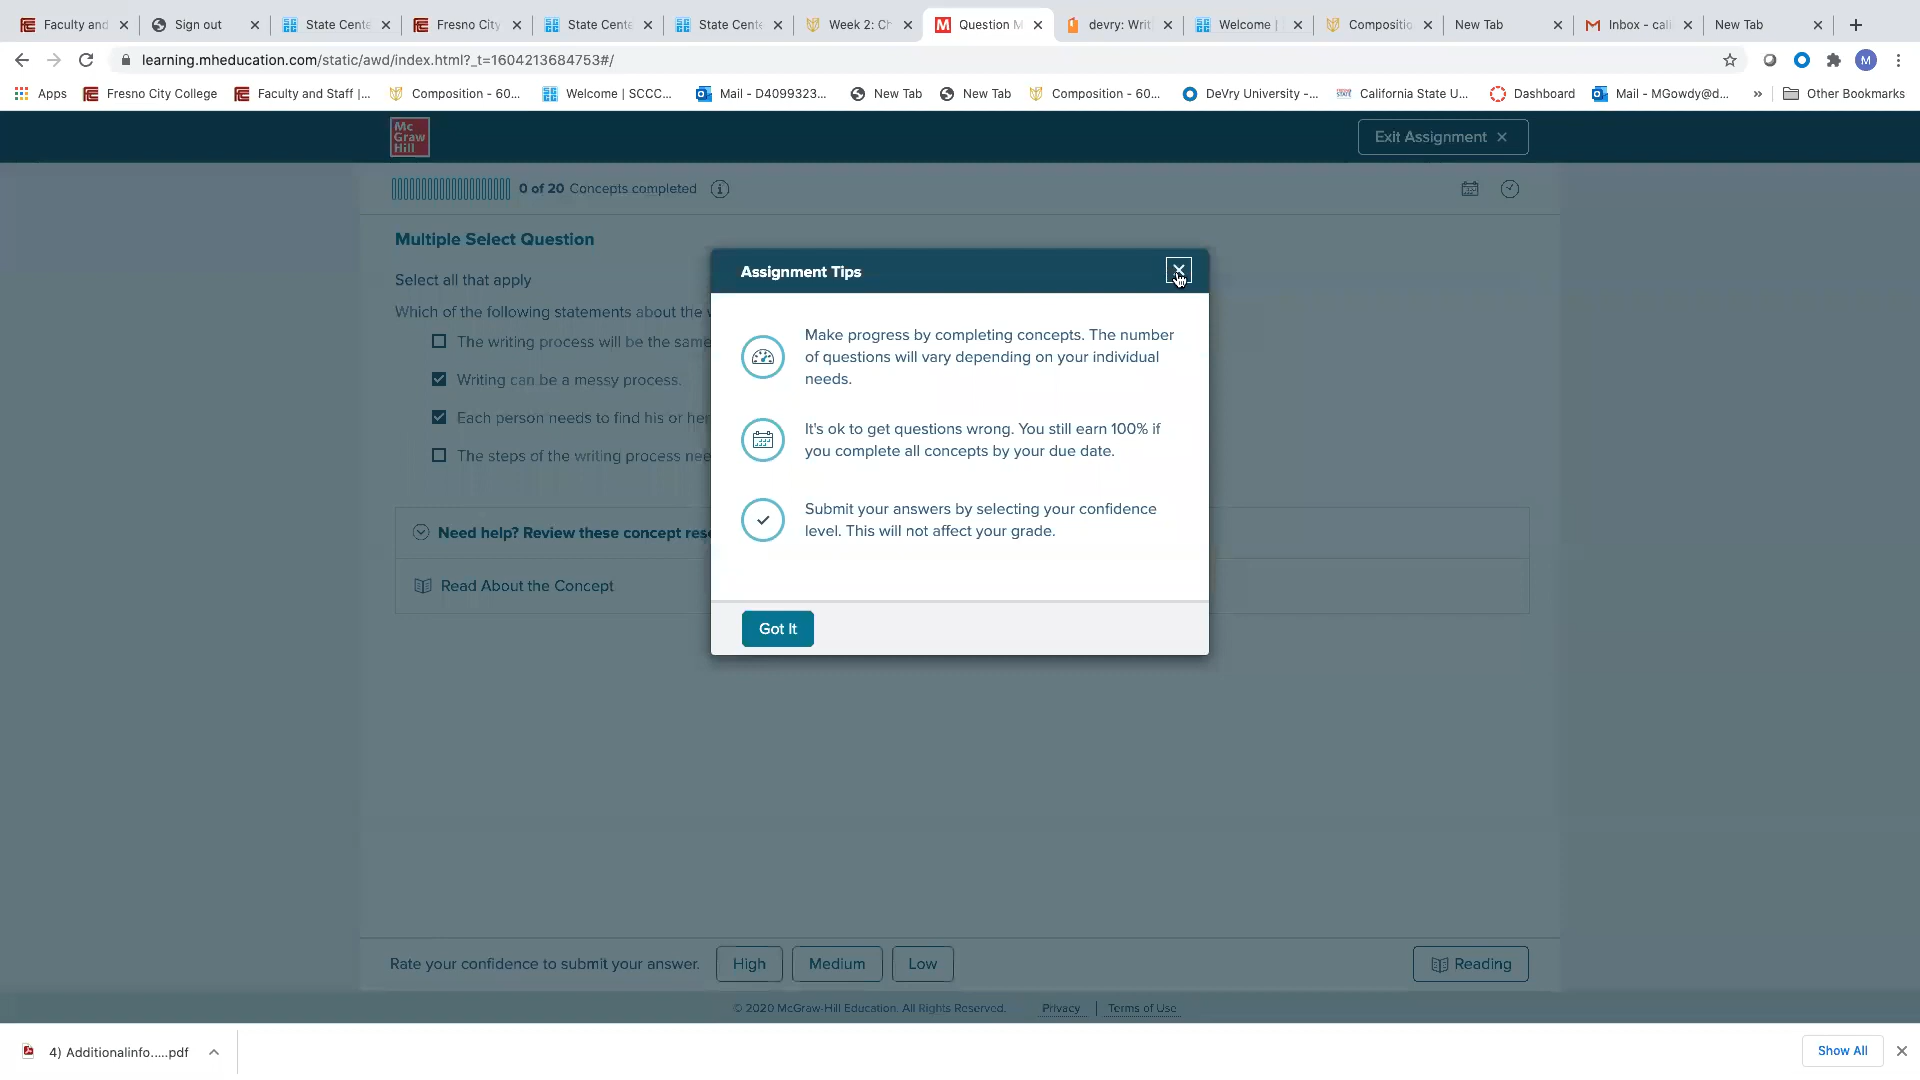 Faculty and
Sign out
State Cente
Fresno City
State Cente
State Cente
Week 2: Ch
Question M
devry: Writ
Welcome |
Compositio
New Tab
Inbox - cal
New Tab
learning.mheducation.com/static/awd/index.html?_t=1604213684753#/
M
Apps
Fresno City College
Faculty and Staff |...
Composition - 60...
Welcome | SCCC...
Mail - D4099323...
New Tab
New Tab
Composition - 60...
DeVry University -...
California State U...
Dashboard
Mail - MGowdy@d...
»
Other Bookmarks
Mc
Graw
Hill
Exit Assignment
0 of 20 Concepts completed
Multiple Select Question
Select all that apply
Which of the following statements about the
The writing process will be the same
Writing can be a messy process.
Each person needs to find his or her
The steps of the writing process nee
Need help? Review these concept reso
Read About the Concept
Assignment Tips
Make progress by completing concepts. The number
of questions will vary depending on your individual
needs.
It's ok to get questions wrong. You still earn 100% if
you complete all concepts by your due date.
Submit your answers by selecting your confidence
level. This will not affect your grade.
Got It
Rate your confidence to submit your answer.
High
Medium
Low
Reading
© 2020 McGraw-Hill Education. All Rights Reserved.
Privacy
Terms of Use
4) Additionalinfo.....pdf
Show All